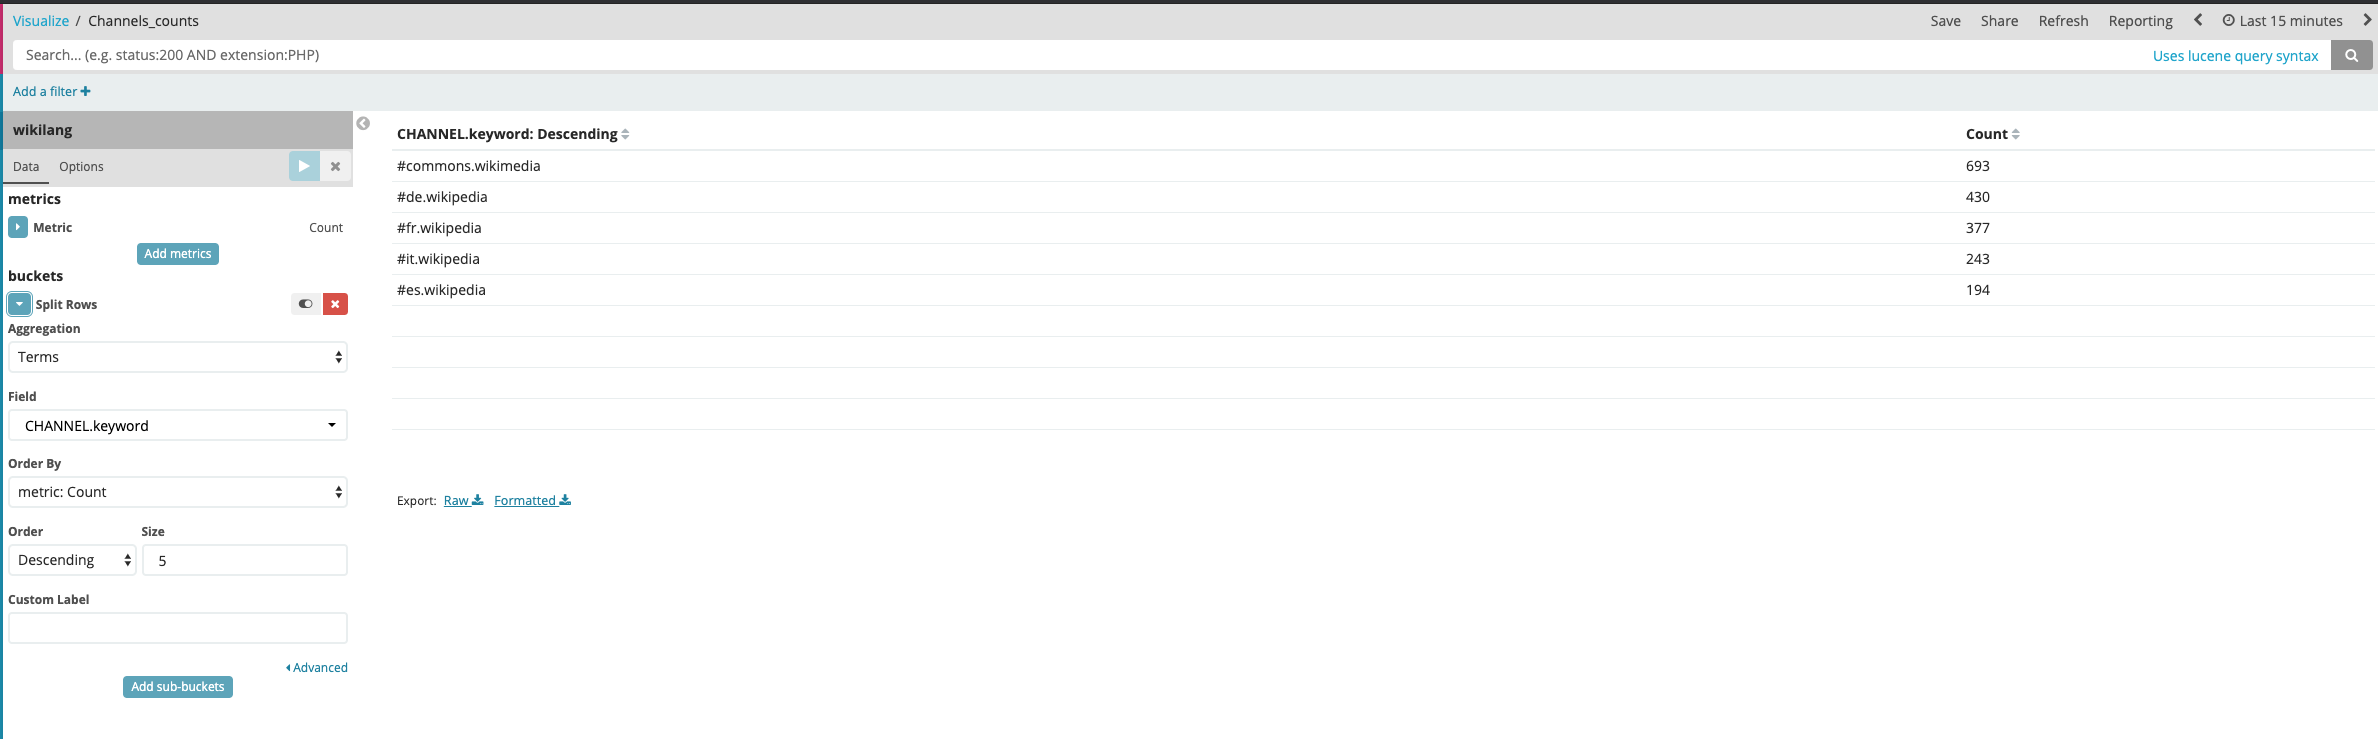 Visualize / Channels_counts
Save Share Refresh Reporting Last 15 minutes
Search... (e.g. status:200 AND extension:PHP)
Uses lucene query syntax
Add a filter
wikilang
Data Options
metrics
Metric Count
Add metrics
buckets
Split Rows
Aggregation
Terms
Field
CHANNEL.keyword
Order By
metric: Count
Order Size
Descending 5
Custom Label
Advanced
Add sub-buckets
CHANNEL.keyword: Descending Count
#commons.wikimedia 693
#de.wikipedia 430
#fr.wikipedia 377
#it.wikipedia 243
#es.wikipedia 194
Export: Raw Formatted